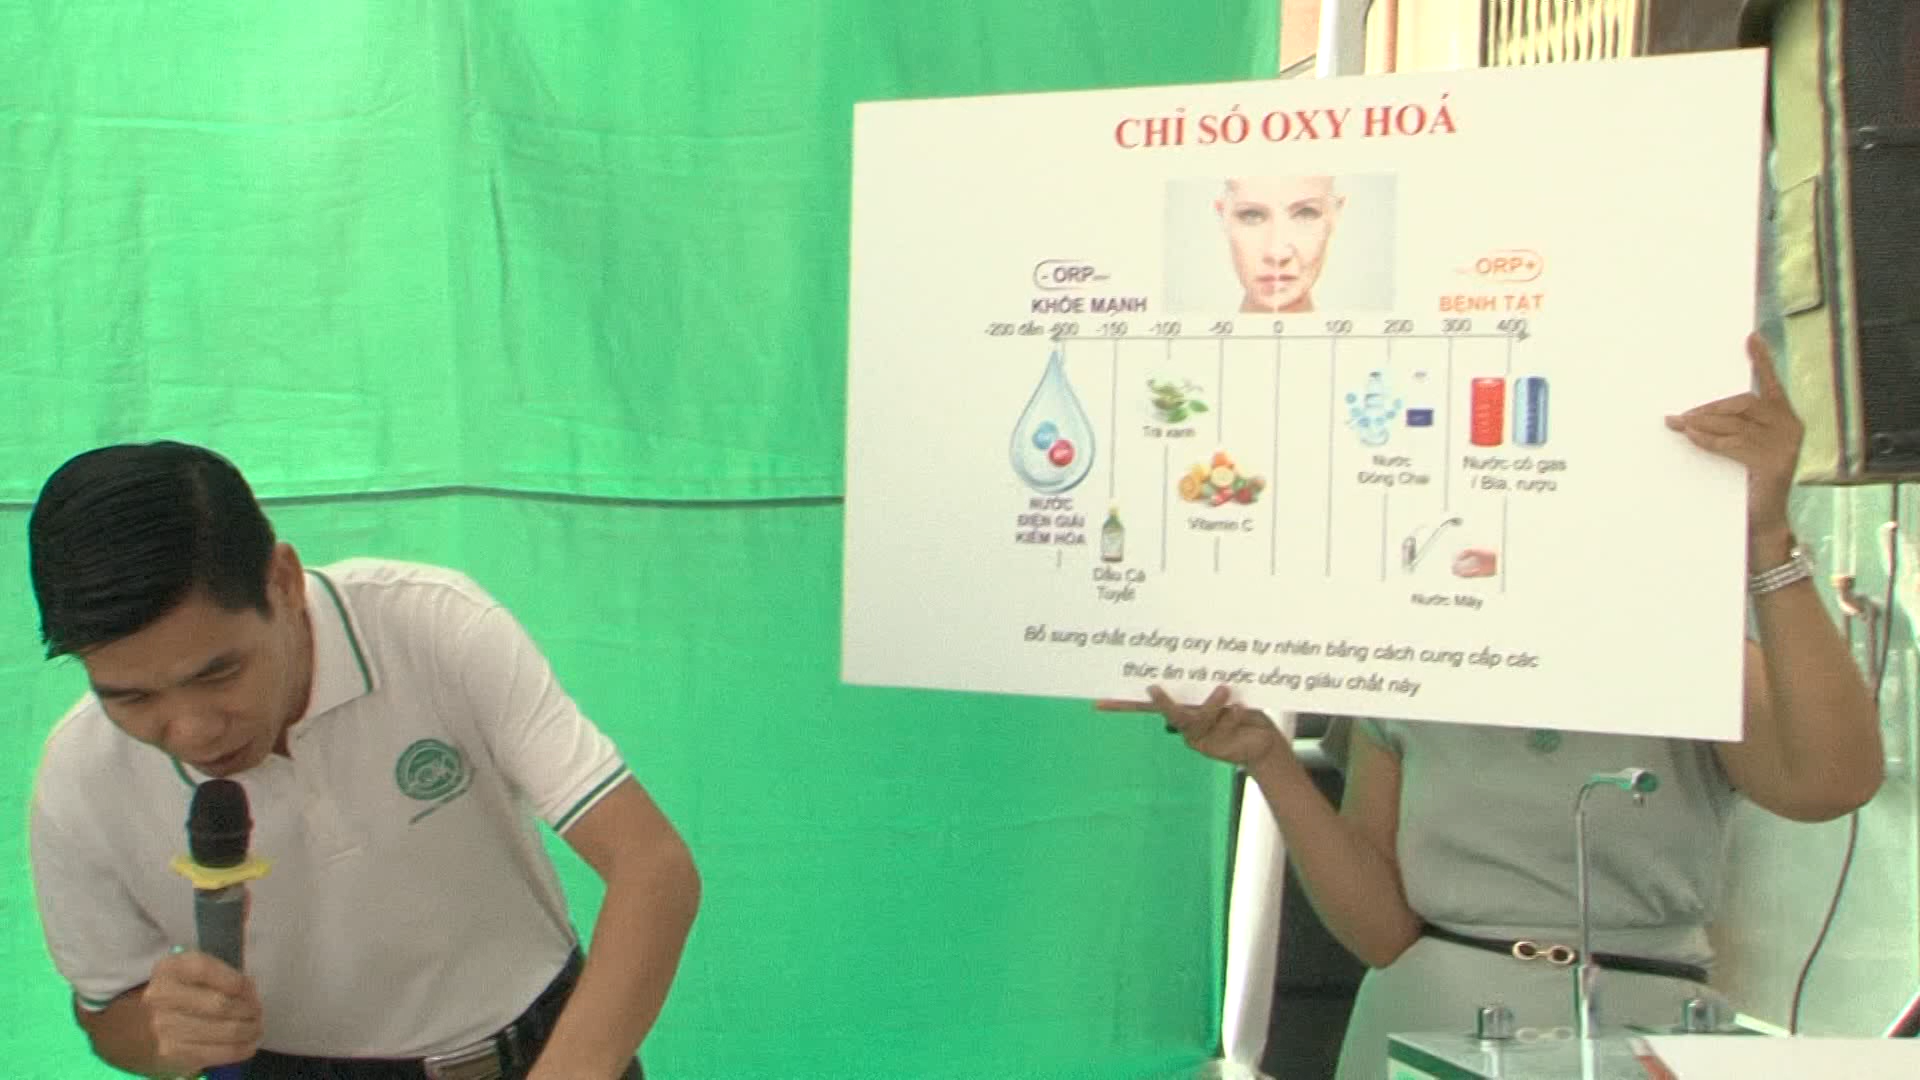 CHỈ SỐ OXY HOÁ
- ORP
ORP+
KHỎE MẠNH
BỆNH TẬT
-200 đến -600 -150 -100 -50 0 100 200 300 400
Trà xanh
Nước
Đóng Chai
Nước có gas
/ Bia, rượu
NƯỚC
ĐIỆN GIẢI
KIỀM HÓA
Vitamin C
Dầu Cá
Tuyết
Nước Máy
Bổ sung chất chống oxy hóa tự nhiên bằng cách cung cấp các
thức ăn và nước uống giàu chất này